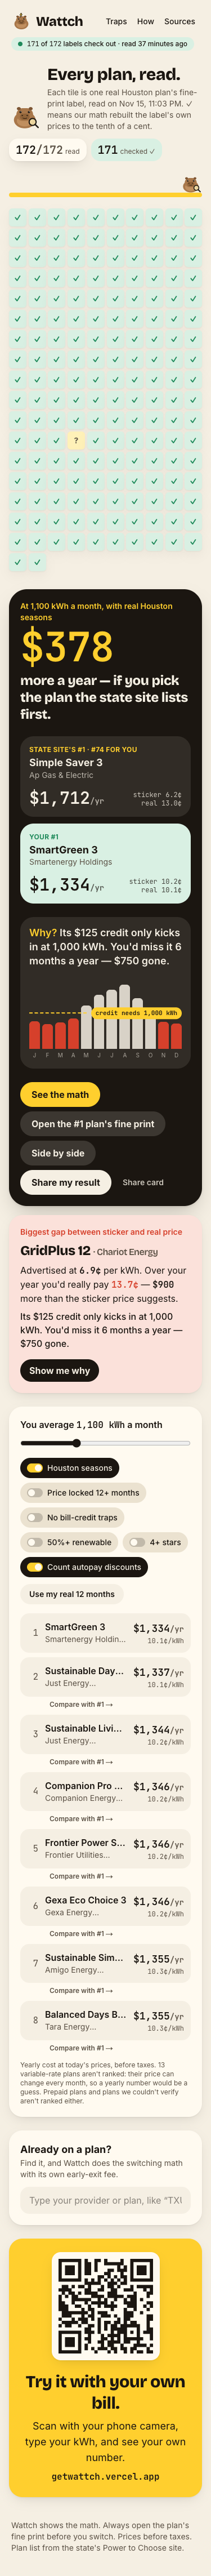 Wattch
Traps How Sources
171 of 172 labels check out · read 37 minutes ago
Every plan, read.
Each tile is one real Houston plan's fine-
print label, read on Nov 15, 11:03 PM. ✓
means our math rebuilt the label's own
prices to the tenth of a cent.
172/172 read
171 checked ✓
?
At 1,100 kWh a month, with real Houston
seasons
$378
more a year — if you pick
the plan the state site lists
first.
STATE SITE'S #1 · #74 FOR YOU
Simple Saver 3
Ap Gas & Electric
$1,712/yr
sticker 6.2¢
real 13.0¢
YOUR #1
SmartGreen 3
Smartenergy Holdings
$1,334/yr
sticker 10.2¢
real 10.1¢
Why? Its $125 credit only kicks
in at 1,000 kWh. You'd miss it 6
months a year — $750 gone.
credit needs 1,000 kWh
J F M A M J J A S O N D
See the math
Open the #1 plan's fine print
Side by side
Share my result
Share card
Biggest gap between sticker and real price
GridPlus 12 · Chariot Energy
Advertised at 6.9¢ per kWh. Over your
year you'd really pay 13.7¢ — $900
more than the sticker price suggests.
Its $125 credit only kicks in at 1,000
kWh. You'd miss it 6 months a year —
$750 gone.
Show me why
You average 1,100 kWh a month
Houston seasons
Price locked 12+ months
No bill-credit traps
50%+ renewable
4+ stars
Count autopay discounts
Use my real 12 months
1 SmartGreen 3 $1,334/yr
Smartenergy Holdin... 10.1¢/kWh
2 Sustainable Day... $1,337/yr
Just Energy... 10.1¢/kWh
Compare with #1 →
3 Sustainable Livi... $1,344/yr
Just Energy... 10.2¢/kWh
Compare with #1 →
4 Companion Pro ... $1,346/yr
Companion Energy... 10.2¢/kWh
Compare with #1 →
5 Frontier Power S... $1,346/yr
Frontier Utilities... 10.2¢/kWh
Compare with #1 →
6 Gexa Eco Choice 3 $1,346/yr
Gexa Energy... 10.2¢/kWh
Compare with #1 →
7 Sustainable Sim... $1,355/yr
Amigo Energy... 10.3¢/kWh
Compare with #1 →
8 Balanced Days B... $1,355/yr
Tara Energy... 10.3¢/kWh
Compare with #1 →
Yearly cost at today's prices, before taxes. 13
variable-rate plans aren't ranked: their price can
change every month, so a yearly number would be a
guess. Prepaid plans and plans we couldn't verify
aren't ranked either.
Already on a plan?
Find it, and Wattch does the switching math
with its own early-exit fee.
Type your provider or plan, like "TXU
Try it with your own
bill.
Scan with your phone camera,
type your kWh, and see your own
number.
getwattch.vercel.app
Wattch shows the math. Always open the plan's
fine print before you switch. Prices before taxes.
Plan list from the state's Power to Choose site.